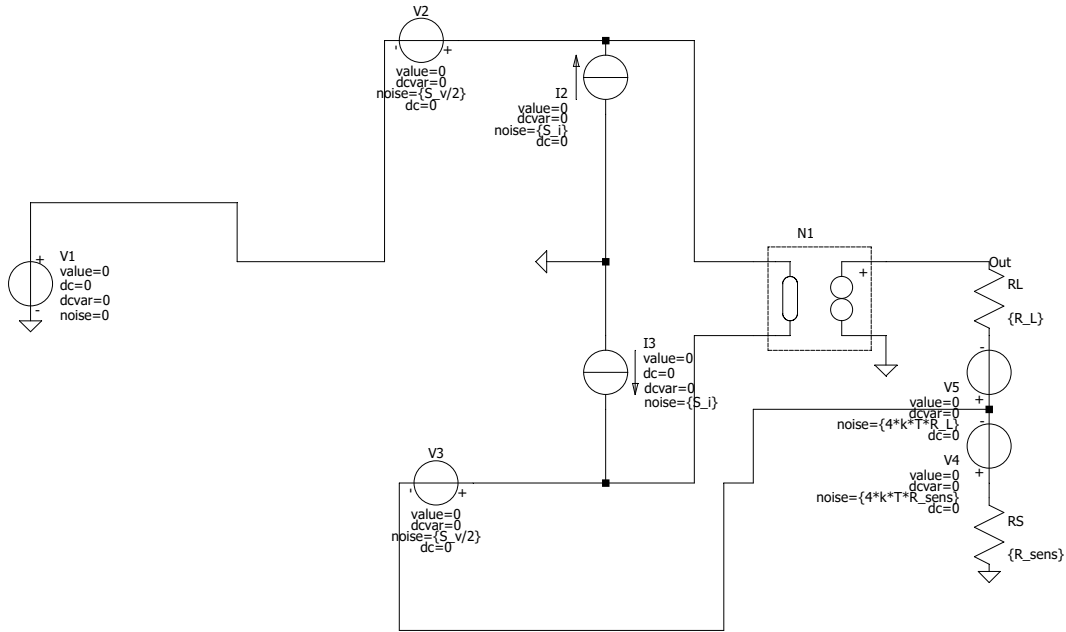 V2
- +
value=0
dcvar=0
noise={S_v/2}
dc=0
I2
value=0
dcvar=0
noise={S_i}
dc=0
V1
+
value=0
dc=0
dcvar=0
noise=0
-
N1
+
Out
RL
{R_L}
I3
value=0
dc=0
dcvar=0
noise={S_i}
-
V5
+
value=0
dcvar=0
noise={4*k*T*R_L}
dc=0
-
V4
+
value=0
dcvar=0
noise={4*k*T*R_sens}
dc=0
V3
- +
value=0
dcvar=0
noise={S_v/2}
dc=0
RS
{R_sens}